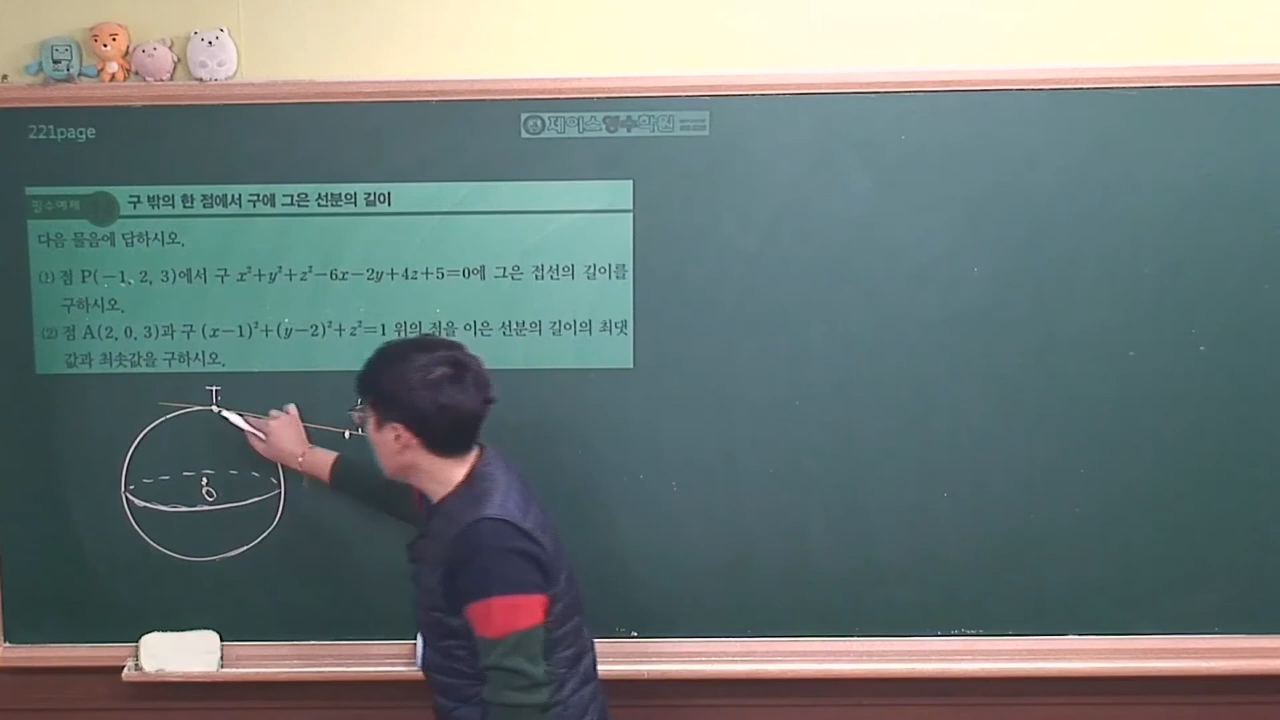 221page
제이스영수학원
필수예제
구 밖의 한 점에서 구에 그은 선분의 길이
다음 물음에 답하시오.
(1) 점 P(−1, 2, 3)에서 구 x²+y²+z²−6x−2y+4z+5=0에 그은 접선의 길이를
구하시오.
(2) 점 A(2, 0, 3)과 구 (x−1)²+(y−2)²+z²=1 위의 점을 이은 선분의 길이의 최댓
값과 최솟값을 구하시오.
T
O